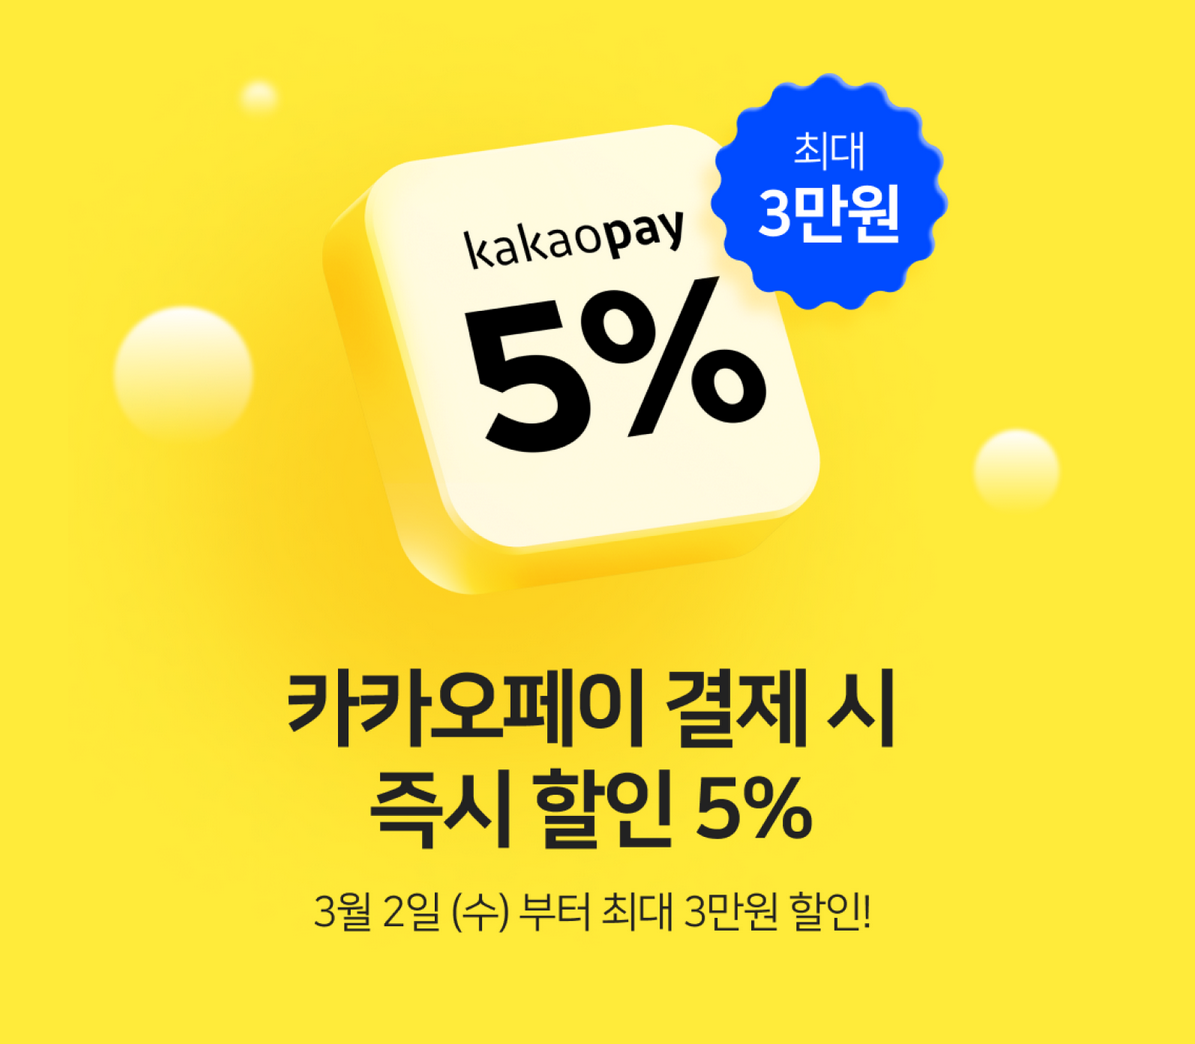 최대
3만원
kakaopay
5%
카카오페이 결제 시
즉시 할인 5%
3월 2일 (수) 부터 최대 3만원 할인!